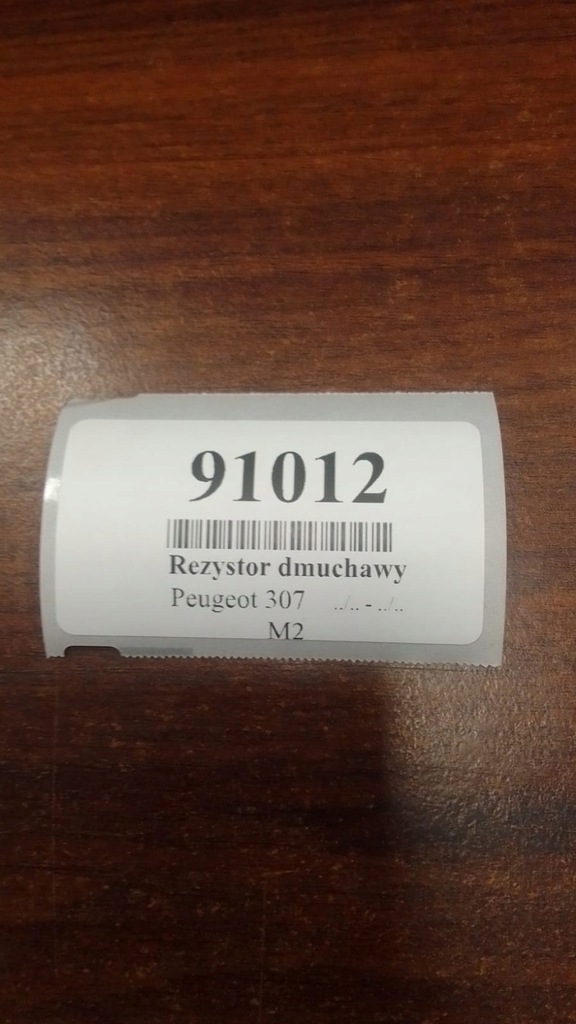 91012
Rezystor dmuchawy
Peugeot 307 ../.. - ../..
M2